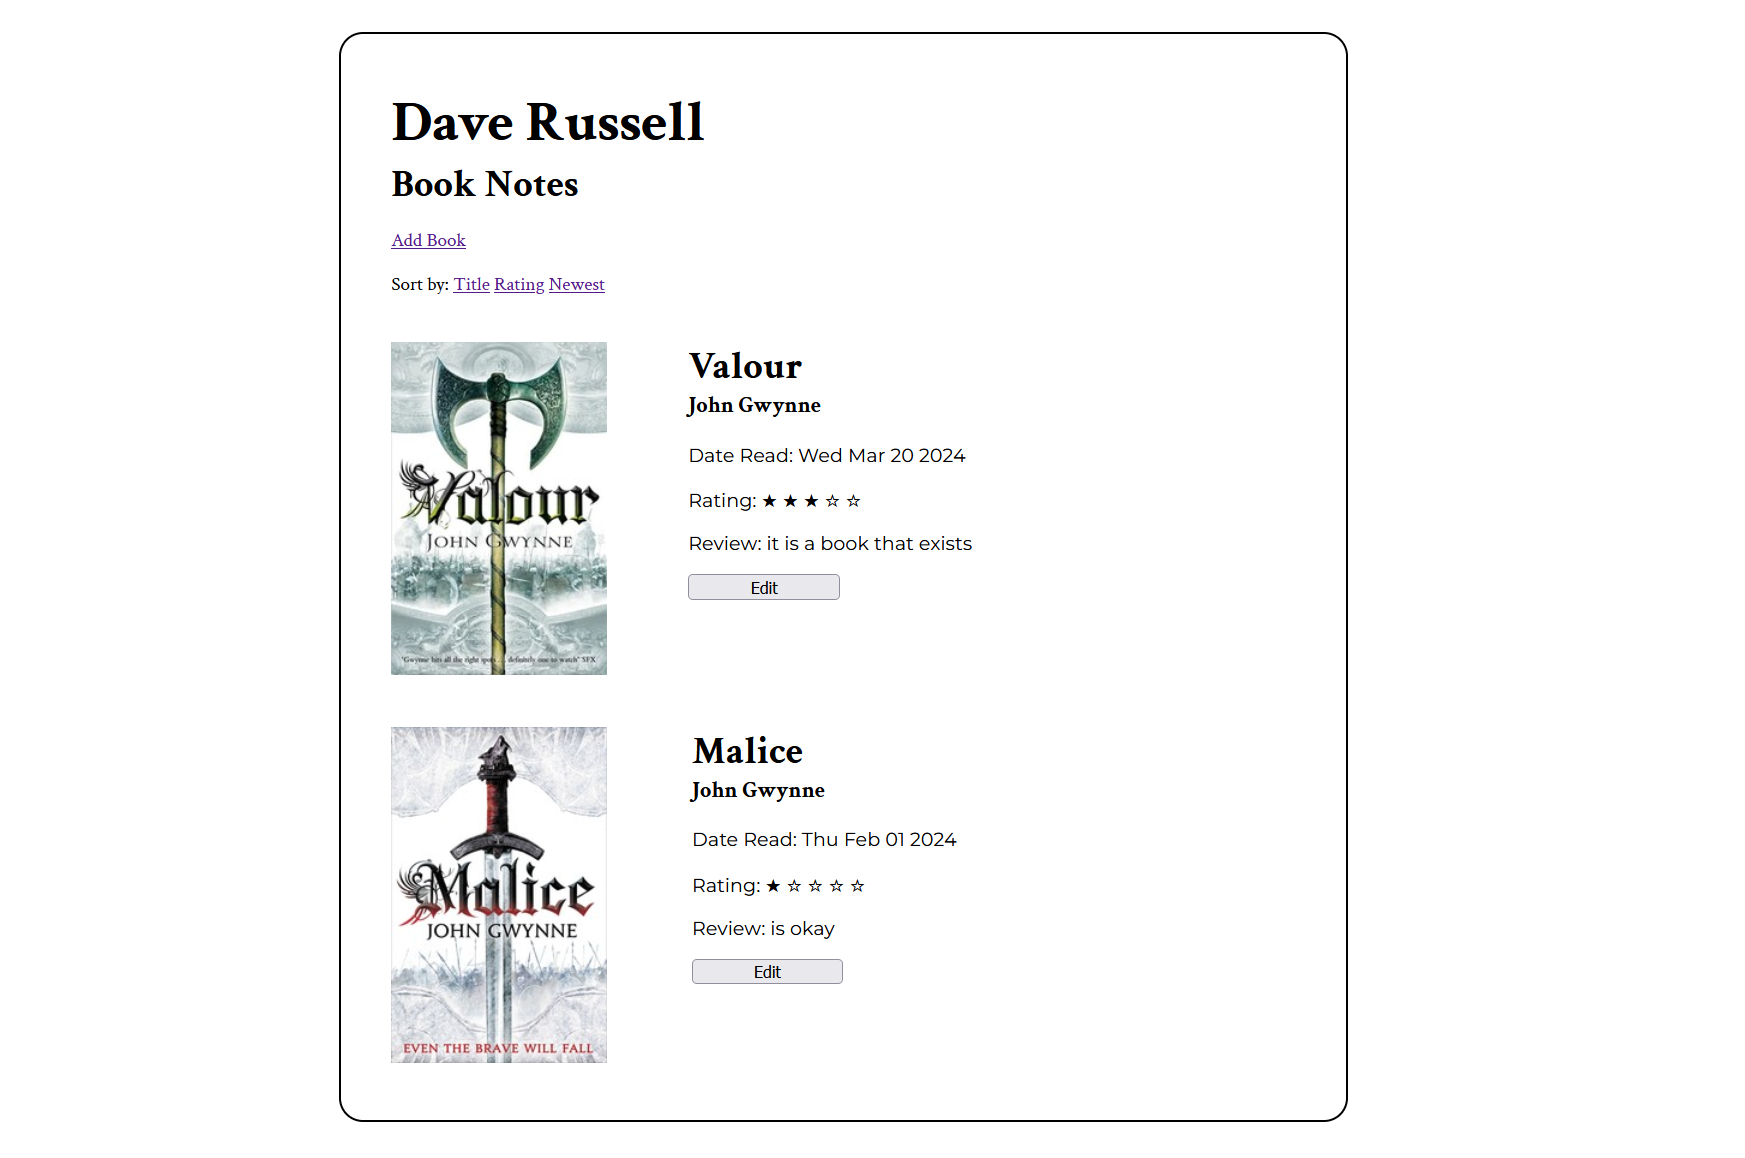 Dave Russell
Book Notes
Add Book
Sort by: Title Rating Newest
Valour
JOHN GWYNNE
'Gwynne hits all the right spots . . . definitely one to watch' SFX
Valour
John Gwynne
Date Read: Wed Mar 20 2024
Rating: ★ ★ ★ ☆ ☆
Review: it is a book that exists
Edit
Malice
JOHN GWYNNE
EVEN THE BRAVE WILL FALL
Malice
John Gwynne
Date Read: Thu Feb 01 2024
Rating: ★ ☆ ☆ ☆ ☆
Review: is okay
Edit